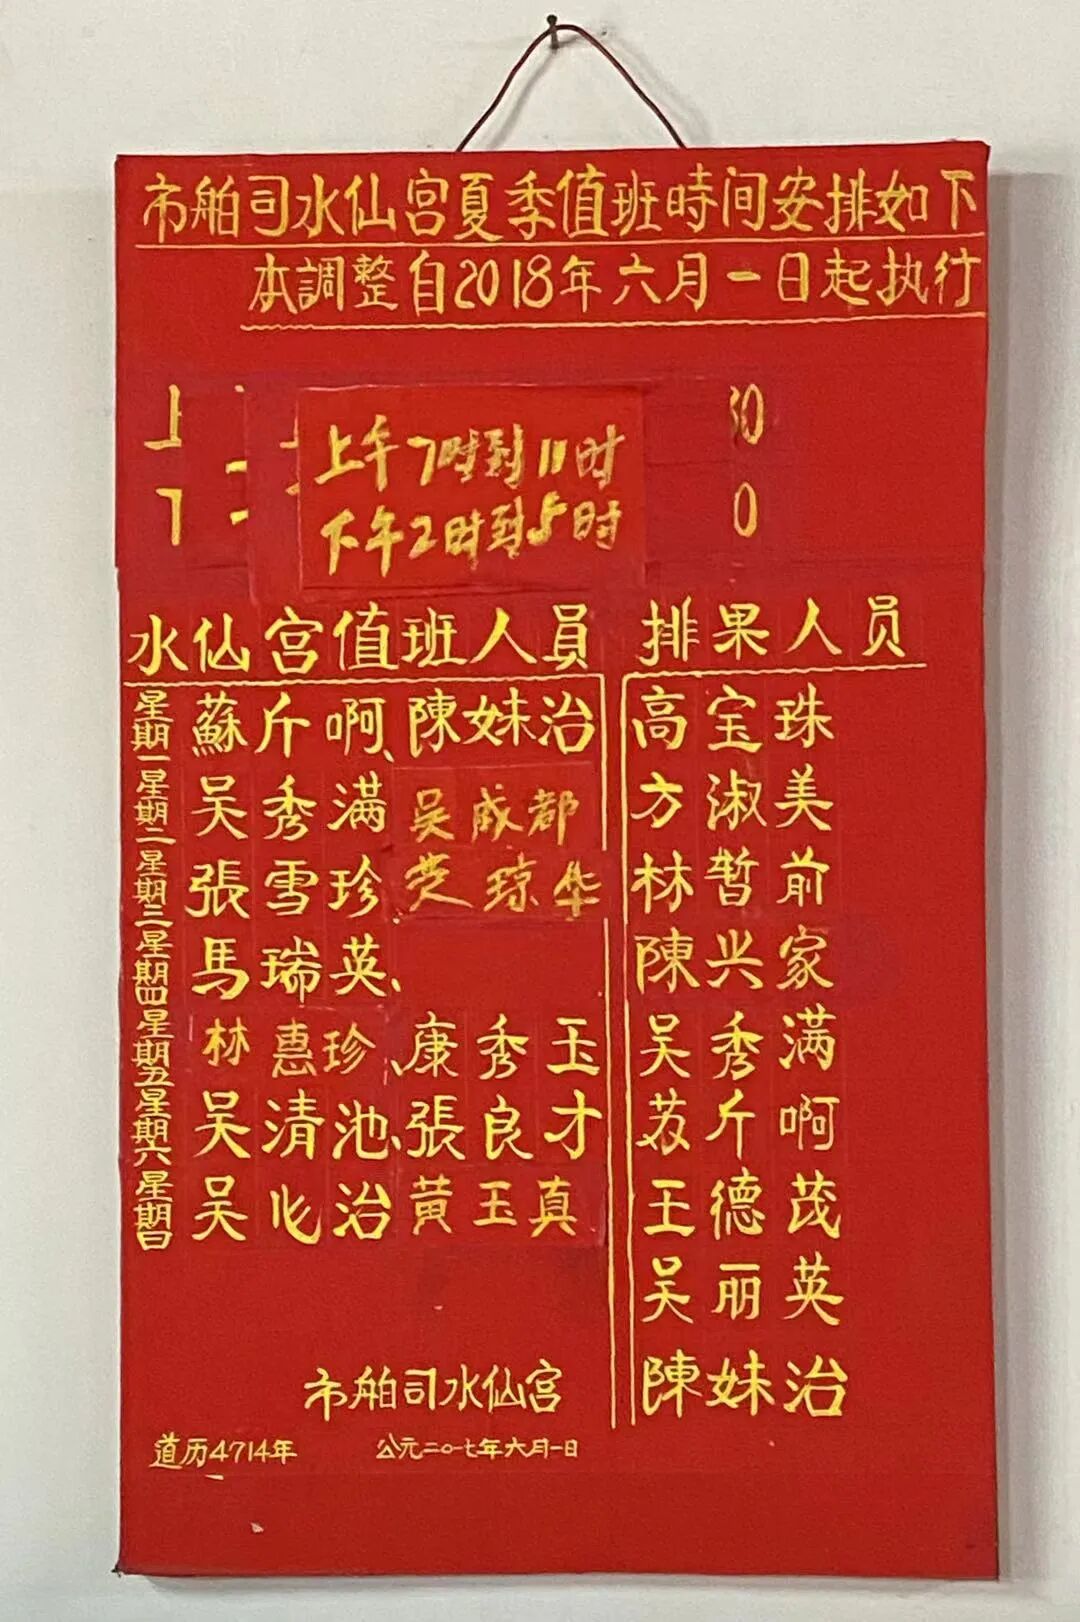 市舶司水仙宫夏季值班時间安排如下
本調整自2018年六月一日起执行
上午7時到11时
下午2时到5时
水仙宫值班人員
星期一 蘇斤啊、陳妹治
星期二 吴秀满 吴成都
星期三 張雪珍、 琼华
星期四 馬瑞英、
星期五 林惠珍、康秀玉
星期六 吴清池、張良才
星期日 吴化治 黄玉真
排果人员
高宝珠
方淑美
林暂前
陳兴家
吴秀满
苏斤啊
王德茂
吴丽英
陳妹治
市舶司水仙宫
道历4714年 公元二〇一七年六月一日